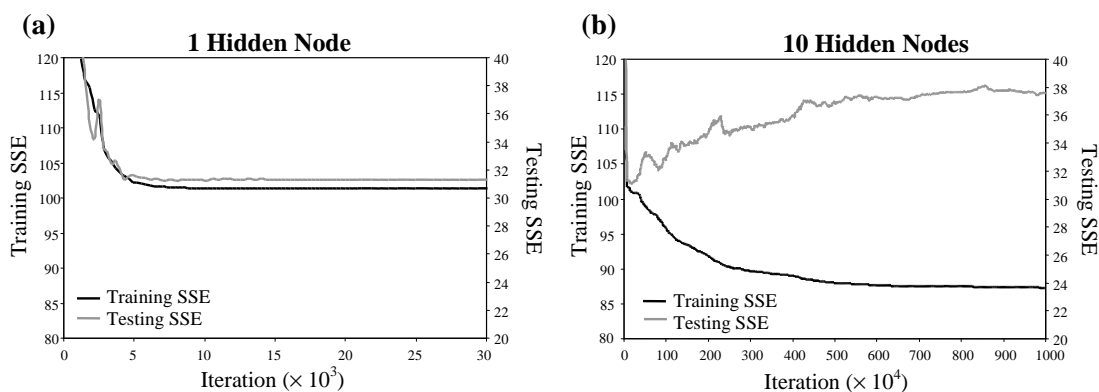 (a)
1 Hidden Node
120
115
110
105
100
95
90
85
80
Training SSE
40
38
36
34
32
30
28
26
24
22
20
Testing SSE
Training SSE
Testing SSE
0 5 10 15 20 25 30
Iteration (× 10³)
(b)
10 Hidden Nodes
120
115
110
105
100
95
90
85
80
Training SSE
40
38
36
34
32
30
28
26
24
22
20
Testing SSE
Training SSE
Testing SSE
0 100 200 300 400 500 600 700 800 900 1000
Iteration (× 10⁴)